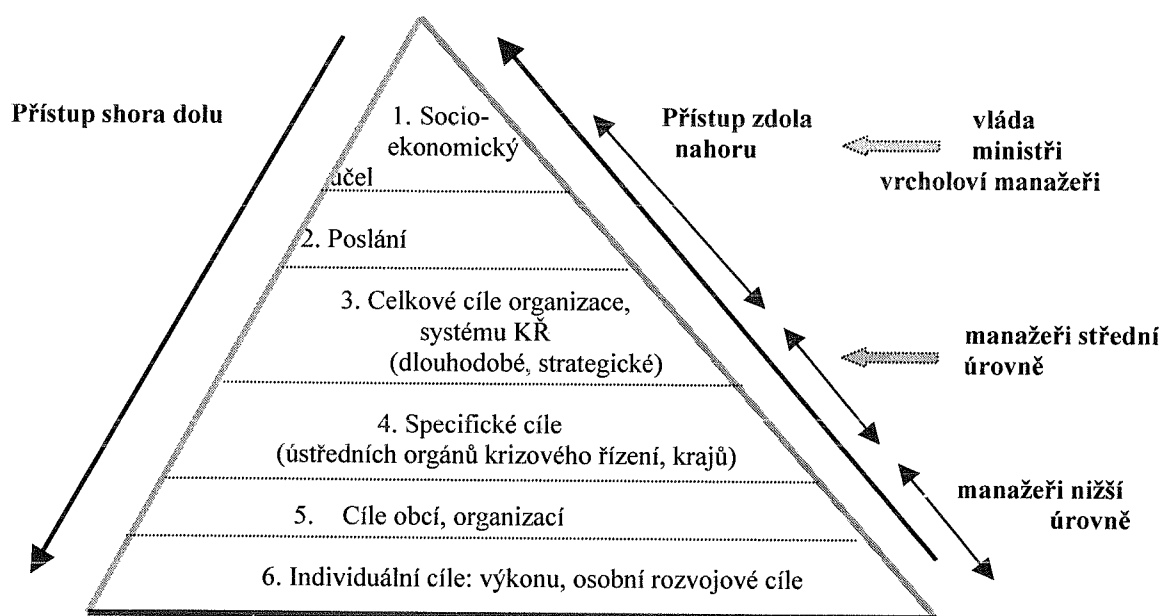 Přístup shora dolu
1. Socio-
ekonomický
účel
2. Poslání
3. Celkové cíle organizace,
systému KŘ
(dlouhodobé, strategické)
4. Specifické cíle
(ústředních orgánů krizového řízení, krajů)
5. Cíle obcí, organizací
6. Individuální cíle: výkonu, osobní rozvojové cíle
Přístup zdola
nahoru
vláda
ministři
vrcholoví manažeři
manažeři střední
úrovně
manažeři nižší
úrovně